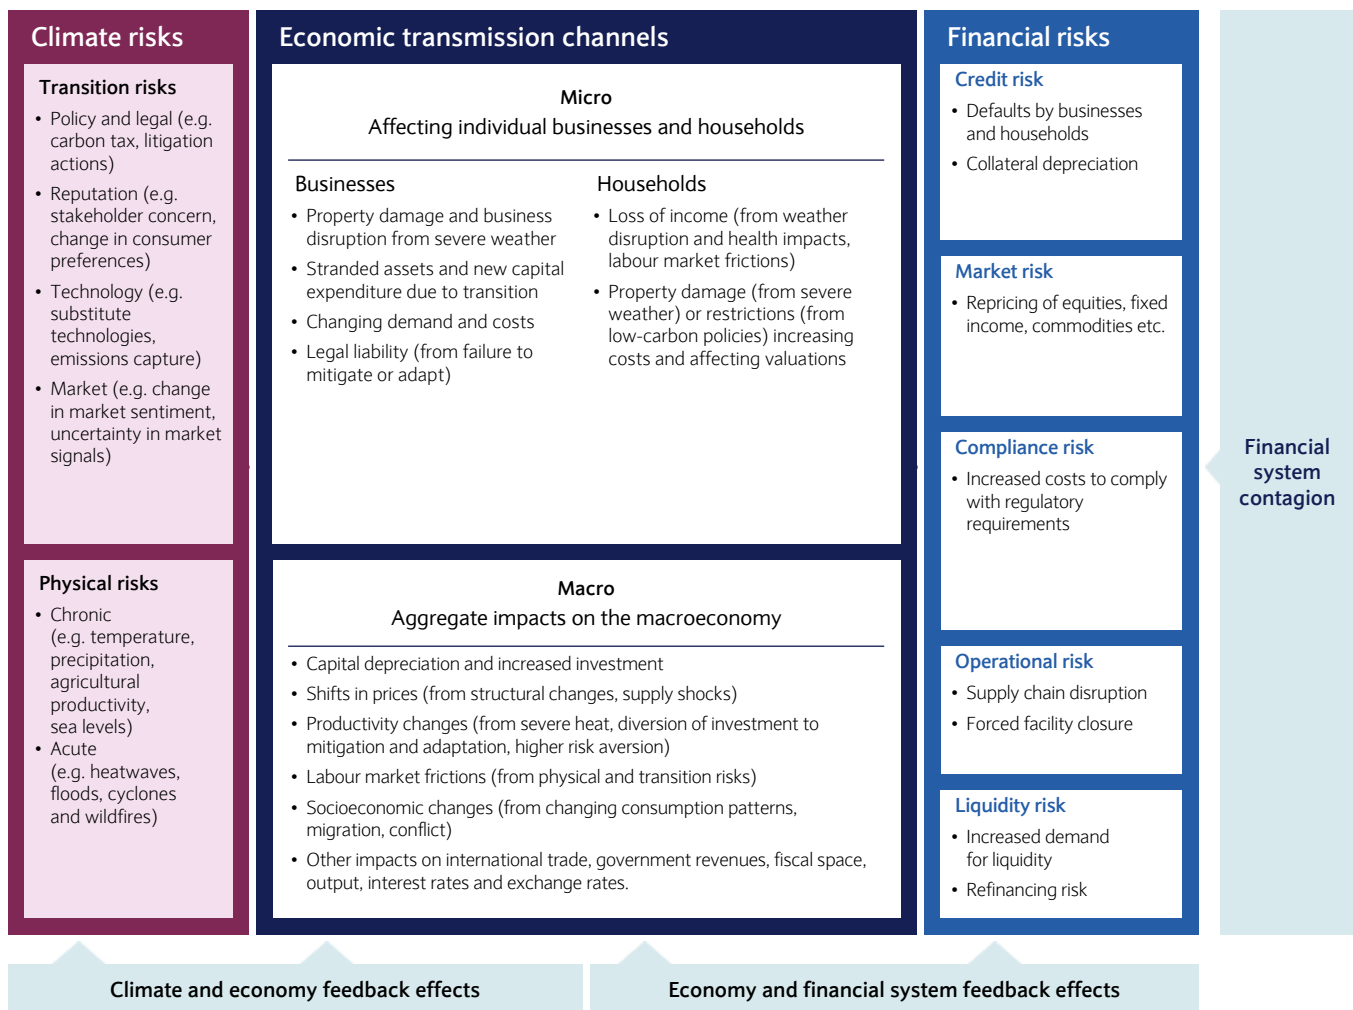 Climate risks
Transition risks
• Policy and legal (e.g.
carbon tax, litigation
actions)
• Reputation (e.g.
stakeholder concern,
change in consumer
preferences)
• Technology (e.g.
substitute
technologies,
emissions capture)
• Market (e.g. change
in market sentiment,
uncertainty in market
signals)
Physical risks
• Chronic
(e.g. temperature,
precipitation,
agricultural
productivity,
sea levels)
• Acute
(e.g. heatwaves,
floods, cyclones
and wildfires)
Economic transmission channels
Micro
Affecting individual businesses and households
Businesses
• Property damage and business
disruption from severe weather
• Stranded assets and new capital
expenditure due to transition
• Changing demand and costs
• Legal liability (from failure to
mitigate or adapt)
Households
• Loss of income (from weather
disruption and health impacts,
labour market frictions)
• Property damage (from severe
weather) or restrictions (from
low-carbon policies) increasing
costs and affecting valuations
Macro
Aggregate impacts on the macroeconomy
• Capital depreciation and increased investment
• Shifts in prices (from structural changes, supply shocks)
• Productivity changes (from severe heat, diversion of investment to
mitigation and adaptation, higher risk aversion)
• Labour market frictions (from physical and transition risks)
• Socioeconomic changes (from changing consumption patterns,
migration, conflict)
• Other impacts on international trade, government revenues, fiscal space,
output, interest rates and exchange rates.
Financial risks
Credit risk
• Defaults by businesses
and households
• Collateral depreciation
Market risk
• Repricing of equities, fixed
income, commodities etc.
Compliance risk
• Increased costs to comply
with regulatory
requirements
Operational risk
• Supply chain disruption
• Forced facility closure
Liquidity risk
• Increased demand
for liquidity
• Refinancing risk
Financial
system
contagion
Climate and economy feedback effects
Economy and financial system feedback effects